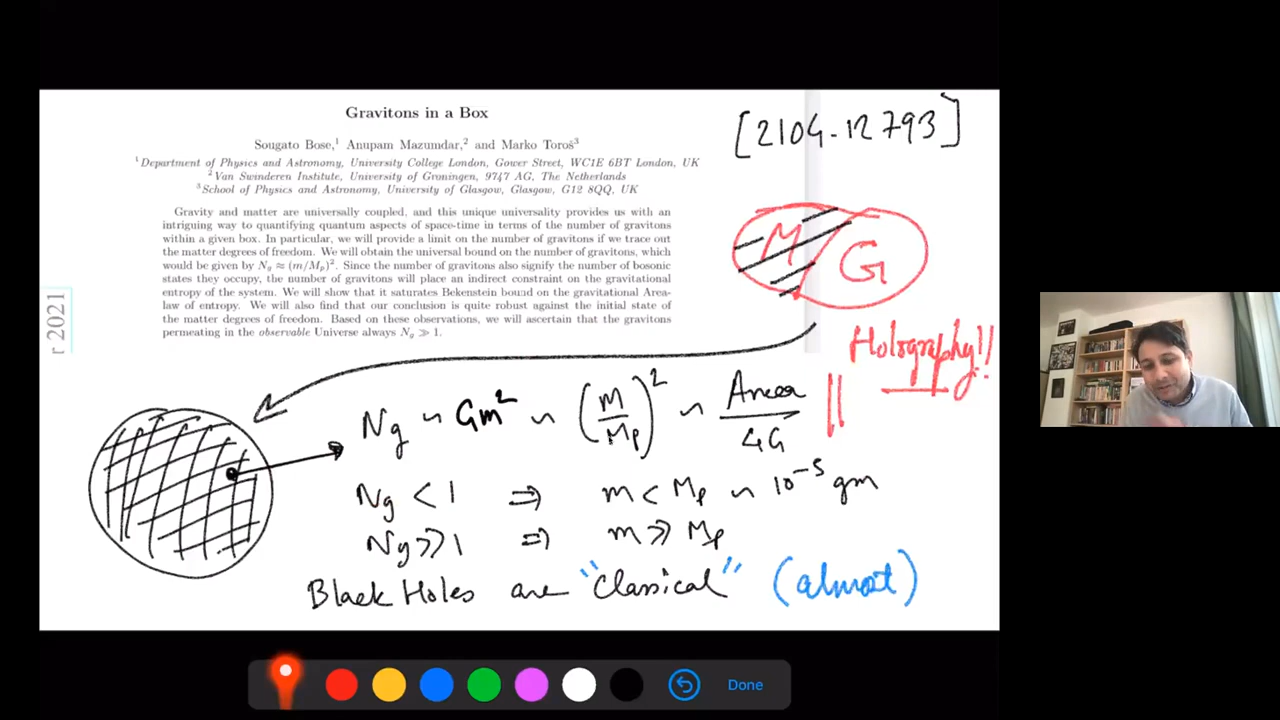 Gravitons in a Box
[2104.12793]
Sougato Bose,¹ Anupam Mazumdar,² and Marko Toroš³
¹Department of Physics and Astronomy, University College London, Gower Street, WC1E 6BT London, UK
²Van Swinderen Institute, University of Groningen, 9747 AG, The Netherlands
³School of Physics and Astronomy, University of Glasgow, Glasgow, G12 8QQ, UK
Gravity and matter are universally coupled, and this unique universality provides us with an
intriguing way to quantifying quantum aspects of space-time in terms of the number of gravitons
within a given box. In particular, we will provide a limit on the number of gravitons if we trace out
the matter degrees of freedom. We will obtain the universal bound on the number of gravitons, which
would be given by N_g ≈ (m/M_p)². Since the number of gravitons also signify the number of bosonic
states they occupy, the number of gravitons will place an indirect constraint on the gravitational
entropy of the system. We will show that it saturates Bekenstein bound on the gravitational Area-
law of entropy. We will also find that our conclusion is quite robust against the initial state of
the matter degrees of freedom. Based on these observations, we will ascertain that the gravitons
permeating in the observable Universe always N_g ≫ 1.
r 2021
M G
Holography!!
Ng ~ Gm² ~ (m/Mp)² ~ Area/4G ||
Ng < 1 ⇒ m < Mp ~ 10⁻⁵ gm
Ng ≫ 1 ⇒ m ≫ Mp
Black Holes are "classical" (almost)
Done